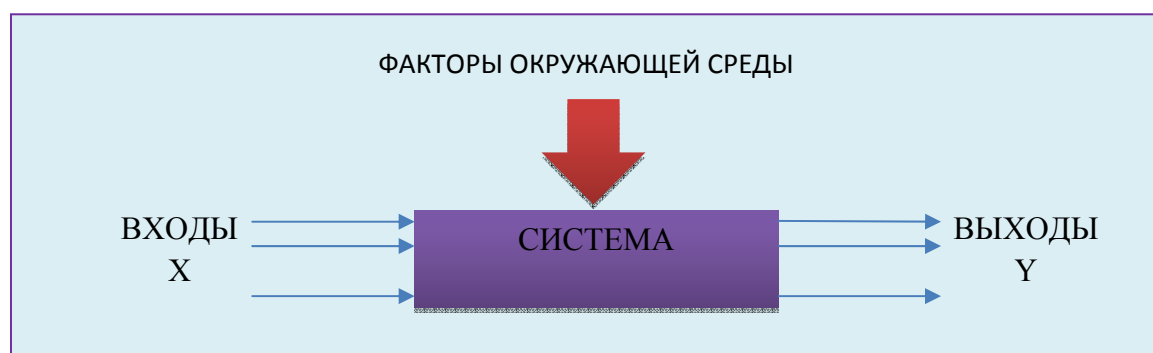 ФАКТОРЫ ОКРУЖАЮЩЕЙ СРЕДЫ
ВХОДЫ
X
СИСТЕМА
ВЫХОДЫ
Y